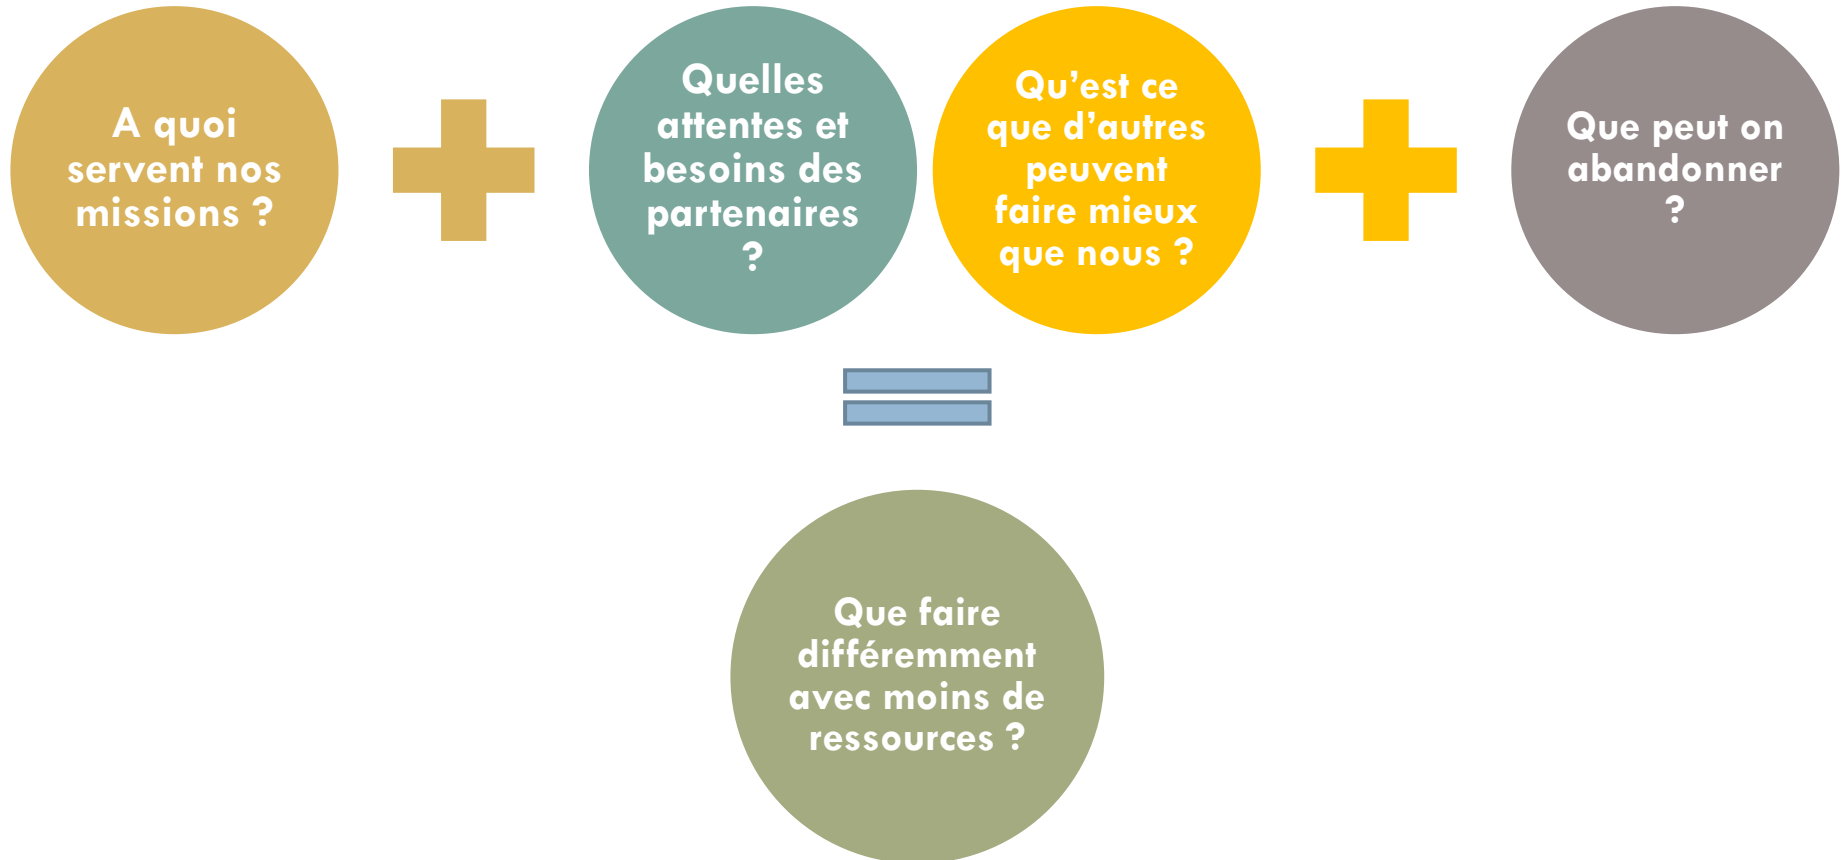 A quoi
servent nos
missions ?
Quelles
attentes et
besoins des
partenaires
?
Qu’est ce
que d’autres
peuvent
faire mieux
que nous ?
Que peut on
abandonner
?
Que faire
différemment
avec moins de
ressources ?